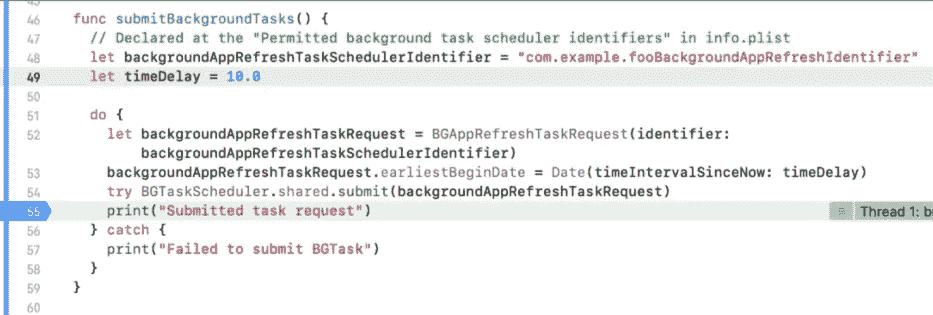 46 func submitBackgroundTasks() {
47 // Declared at the "Permitted background task scheduler identifiers" in info.plist
48 let backgroundAppRefreshTaskSchedulerIdentifier = "com.example.fooBackgroundAppRefreshIdentifier"
49 let timeDelay = 10.0
50
51 do {
52 let backgroundAppRefreshTaskRequest = BGAppRefreshTaskRequest(identifier:
backgroundAppRefreshTaskSchedulerIdentifier)
53 backgroundAppRefreshTaskRequest.earliestBeginDate = Date(timeIntervalSinceNow: timeDelay)
54 try BGTaskScheduler.shared.submit(backgroundAppRefreshTaskRequest)
55 print("Submitted task request") Thread 1: b
56 } catch {
57 print("Failed to submit BGTask")
58 }
59 }
60